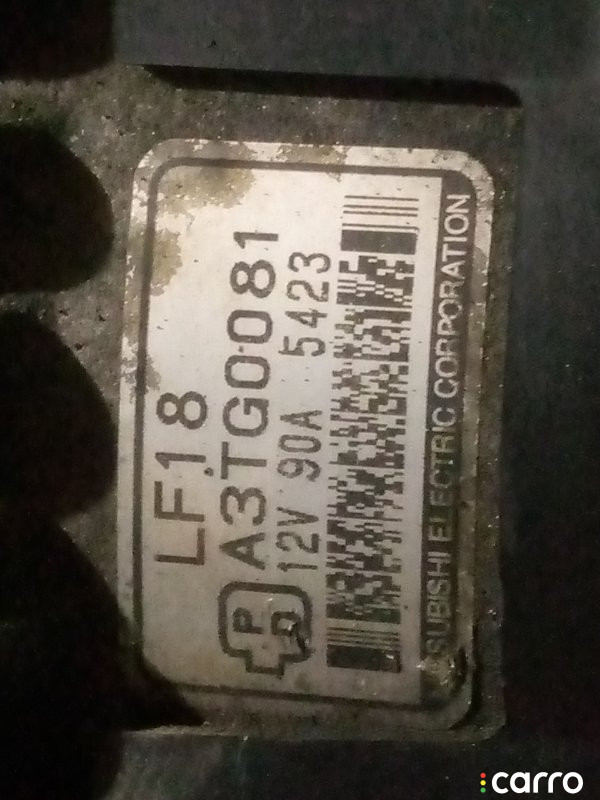 LF18
A3TG0081
12V 90A 5423
P D
SUBISHI ELECTRIC CORPORATION
carro